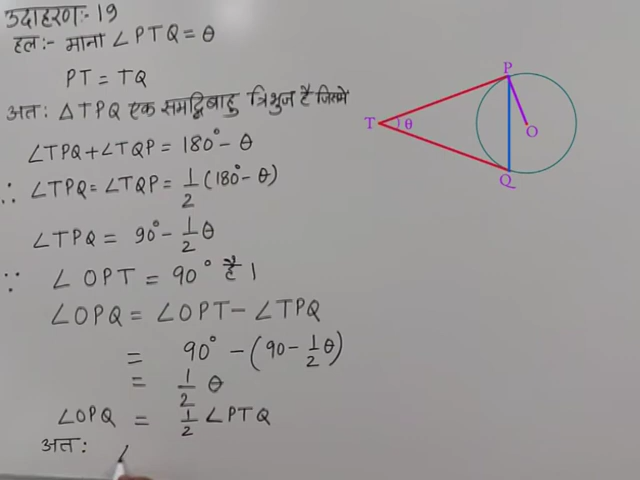 उदाहरण:- 19
हल:- माना ∠PTQ = θ
PT = TQ
अत: △TPQ एक समद्विबाहु त्रिभुज है जिसमें
∠TPQ + ∠TQP = 180° - θ
∴ ∠TPQ = ∠TQP = 1/2 (180° - θ)
∠TPQ = 90° - 1/2 θ
∵ ∠OPT = 90° है।
∠OPQ = ∠OPT - ∠TPQ
= 90° - (90 - 1/2 θ)
= 1/2 θ
∠OPQ = 1/2 ∠PTQ
अत: ∠
P
T θ O
Q